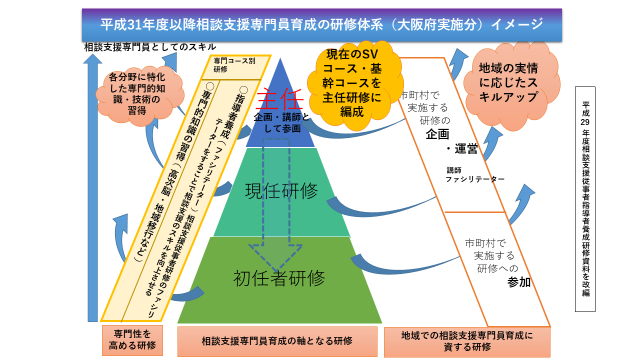 平成31年度以降相談支援専門員育成の研修体系（大阪府実施分）イメージ
相談支援専門員としてのスキル
各分野に特化
した専門的知
識・技術の
習得
専門コース別
研修
○指導者養成（ファシリテーター）相談支援従事者研修のファシリ
テーターをすることで相談支援のスキルを向上させる
○専門的知識の習得（高次脳・地域移行など）
主任
企画・講師と
して参画
現任研修
初任者研修
現在のSV
コース・基
幹コースを
主任研修に
編成
市町村で
実施する
研修の
企画
・運営
講師
ファシリテーター
市町村で
実施する
研修への
参加
地域の実情
に応じたス
キルアップ
平成29年度相談支援従事者指導者養成研修資料を改編
専門性を
高める研修
相談支援専門員育成の軸となる研修
地域での相談支援専門員育成に
資する研修